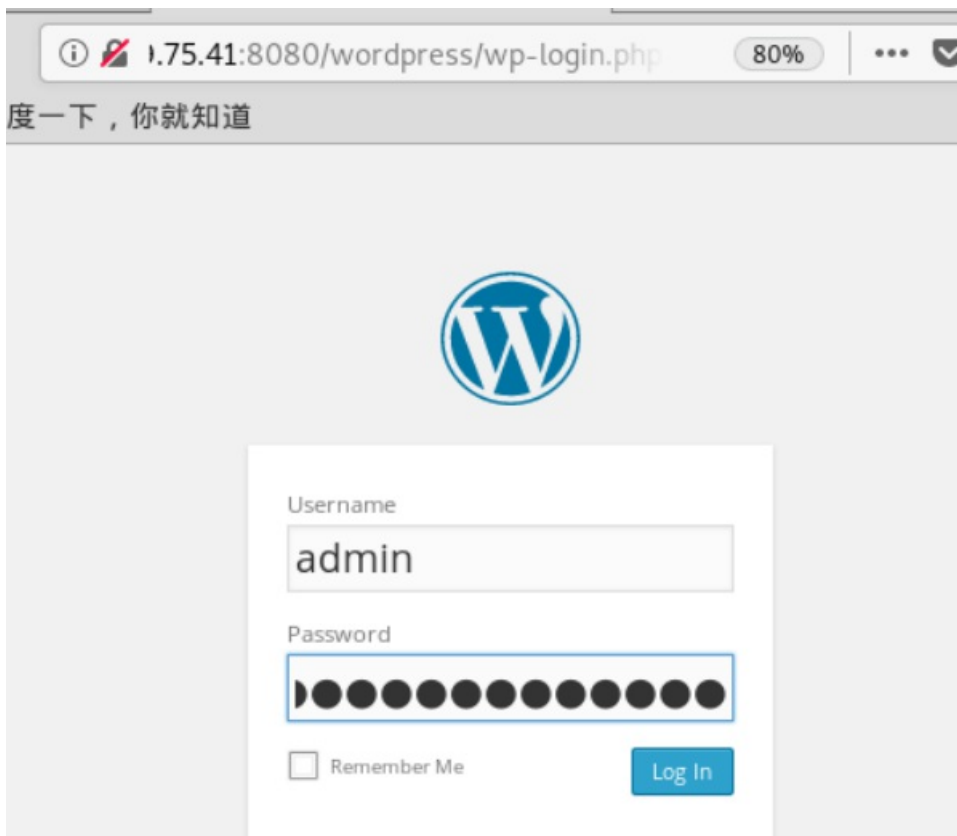 ).75.41:8080/wordpress/wp-login.php 80%
度一下，你就知道
Username
admin
Password
Remember Me
Log In